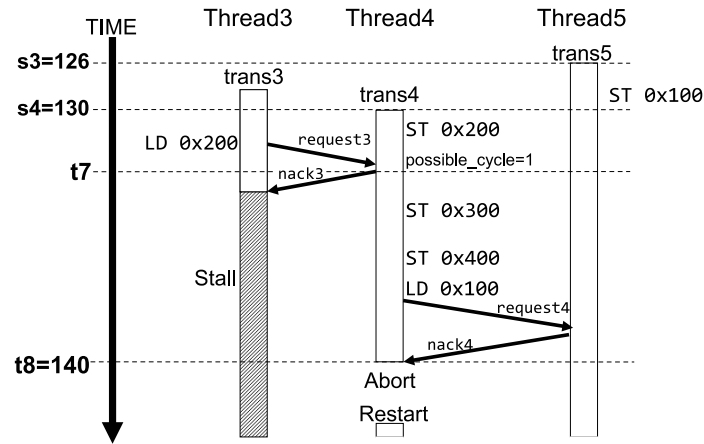 Thread3 Thread4 Thread5
TIME
trans5
s3=126
trans3
trans4
ST 0x100
s4=130
ST 0x200
LD 0x200
request3
possible_cycle=1
t7
nack3
ST 0x300
ST 0x400
Stall
LD 0x100
request4
nack4
t8=140
Abort
Restart